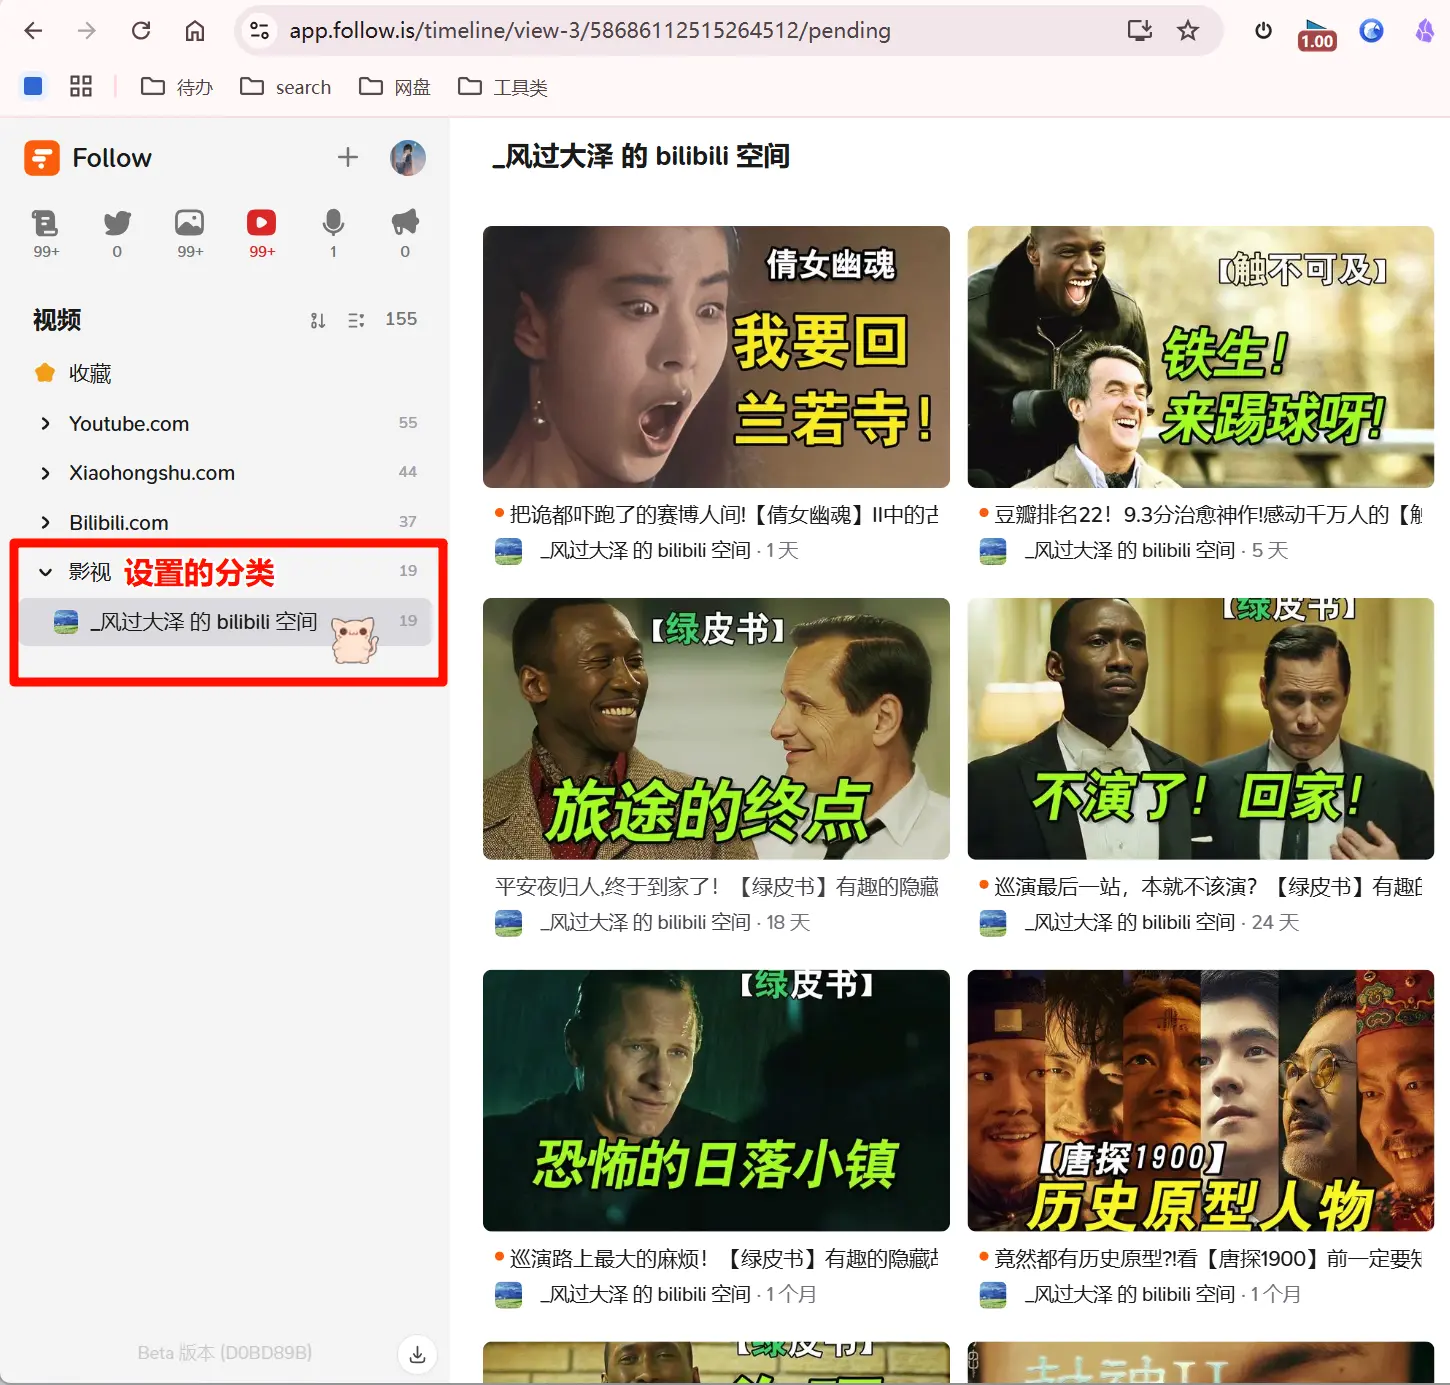 app.follow.is/timeline/view-3/58686112515264512/pending
1.00
待办
search
网盘
工具类
Follow
99+
0
99+
99+
1
0
视频
155
收藏
Youtube.com
55
Xiaohongshu.com
44
Bilibili.com
37
影视
设置的分类
19
_风过大泽 的 bilibili 空间
19
Beta 版本 (D0BD89B)
_风过大泽 的 bilibili 空间
倩女幽魂
我要回
兰若寺!
把诡都吓跑了的赛博人间!【倩女幽魂】II中的古
_风过大泽 的 bilibili 空间 · 1 天
【触不可及】
铁生!
来踢球呀!
豆瓣排名22！9.3分治愈神作!感动千万人的【触
_风过大泽 的 bilibili 空间 · 5 天
【绿皮书】
旅途的终点
平安夜归人,终于到家了！【绿皮书】有趣的隐藏
_风过大泽 的 bilibili 空间 · 18 天
【绿皮书】
不演了！回家！
巡演最后一站，本就不该演？【绿皮书】有趣的
_风过大泽 的 bilibili 空间 · 24 天
【绿皮书】
恐怖的日落小镇
巡演路上最大的麻烦！【绿皮书】有趣的隐藏
_风过大泽 的 bilibili 空间 · 1 个月
【唐探1900】
历史原型人物
竟然都有历史原型?!看【唐探1900】前一定要知
_风过大泽 的 bilibili 空间 · 1 个月
【绿皮书】